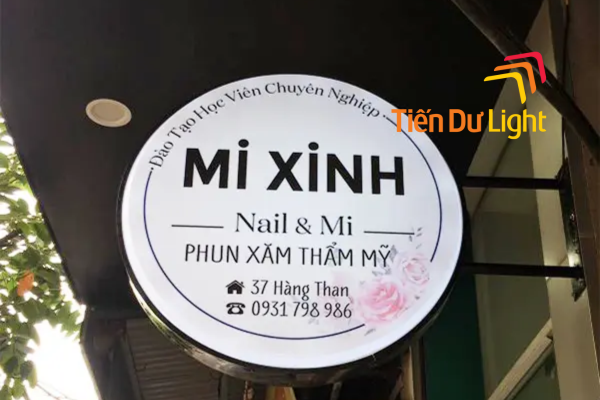 Đào Tạo Học Viên Chuyên Nghiệp
Tiến Dư Light
Mi XiNH
Nail & Mi
PHUN XĂM THẨM MỸ
37 Hàng Than
0931 798 986